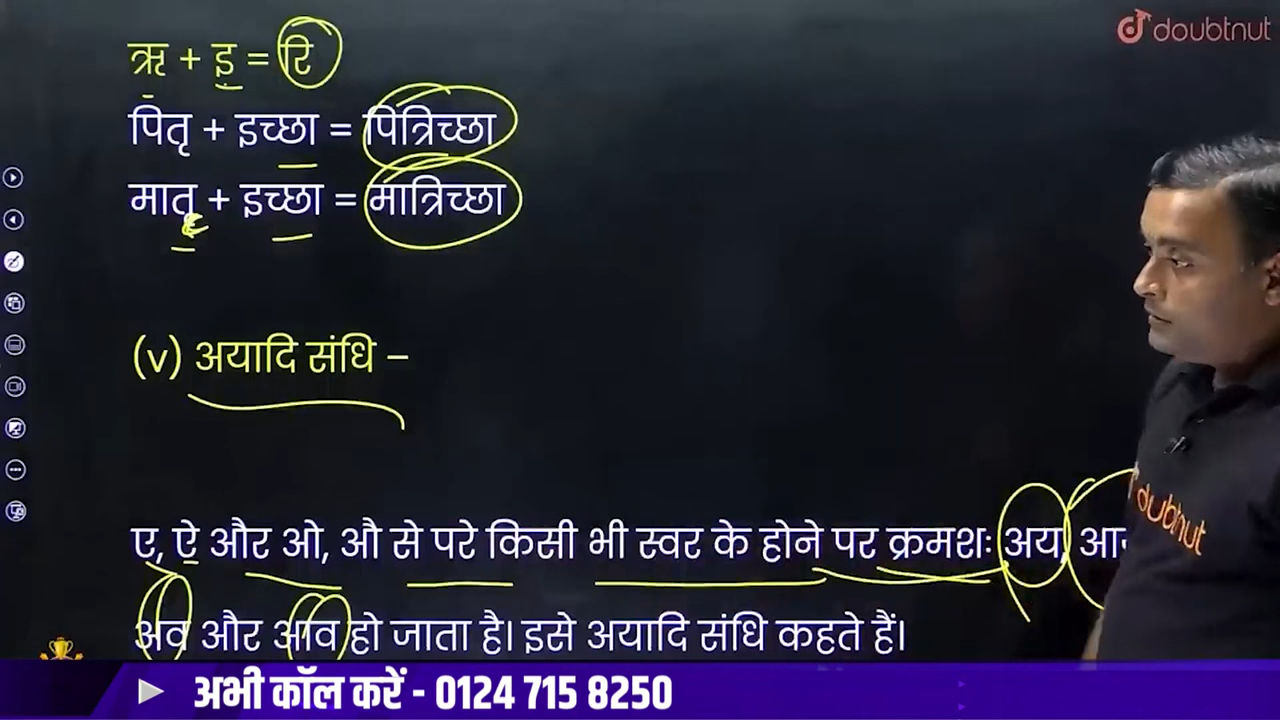 doubtnut
ऋ + इ = रि
पितृ + इच्छा = पित्रिच्छा
मातृ + इच्छा = मात्रिच्छा
(v) अयादि संधि –
ए, ऐ और ओ, औ से परे किसी भी स्वर के होने पर क्रमशः अय,
अव और आव हो जाता है। इसे अयादि संधि कहते हैं।
doubtnut
अभी कॉल करें - 0124 715 8250